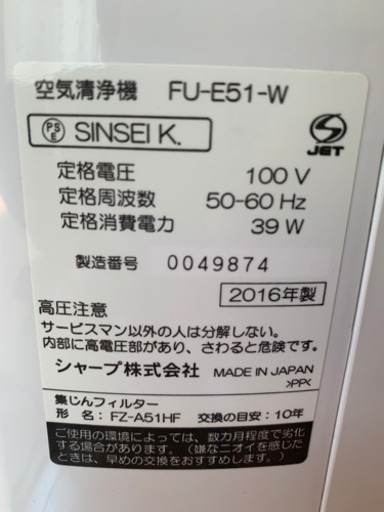 空気清浄機 FU-E51-W
PS E SINSEI K. JET
定格電圧 100 V
定格周波数 50-60 Hz
定格消費電力 39 W
製造番号 0049874
2016年製
高圧注意
サービスマン以外の人は分解しない。
内部に高電圧部があり、さわると危険です。
シャープ株式会社 MADE IN JAPAN
>PP<
集じんフィルター
形 名：FZ-A51HF 交換の目安：10年
ご使用の環境によっては、数カ月程度で劣化
する場合があります。(嫌なニオイを感じた
ときは、早めの交換をおすすめします。)